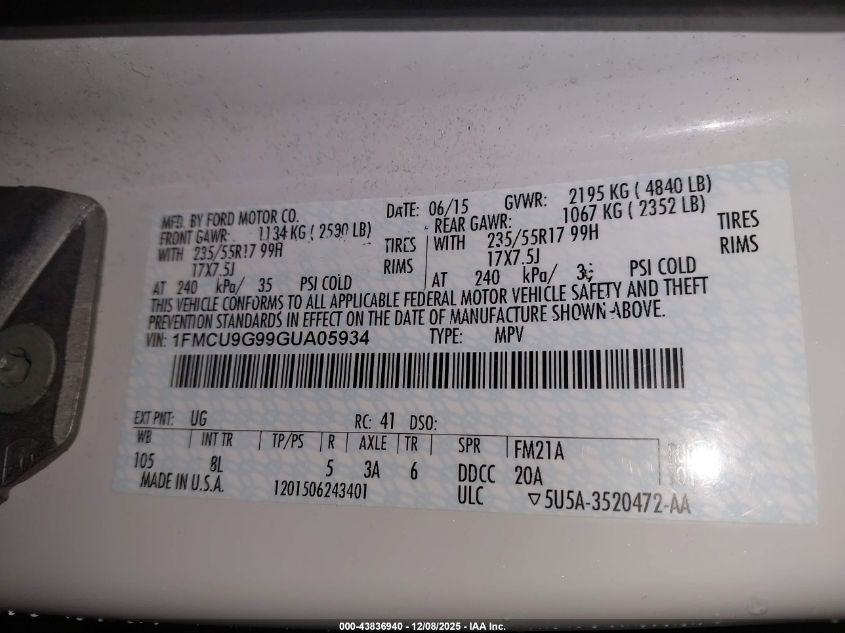 MFD. BY FORD MOTOR CO. DATE: 06/15 GVWR: 2195 KG ( 4840 LB)
FRONT GAWR: 1134 KG ( 2500 LB) REAR GAWR: 1067 KG ( 2352 LB)
WITH 235/55R17 99H TIRES WITH 235/55R17 99H TIRES
17X7.5J RIMS 17X7.5J RIMS
AT 240 kPa/ 35 PSI COLD AT 240 kPa/ PSI COLD
THIS VEHICLE CONFORMS TO ALL APPLICABLE FEDERAL MOTOR VEHICLE SAFETY AND THEFT
PREVENTION STANDARDS IN EFFECT ON THE DATE OF MANUFACTURE SHOWN ABOVE.
VIN: 1FMCU9G99GUA05934 TYPE: MPV
EXT PNT: UG RC: 41 DSO:
WB INT TR TP/PS R AXLE TR SPR FM21A
105 8L 5 3A 6 DDCC 20A
MADE IN U.S.A. 1201506243401 ULC ▽5U5A-3520472-AA
000-43836940 - 12/08/2025 - IAA Inc.